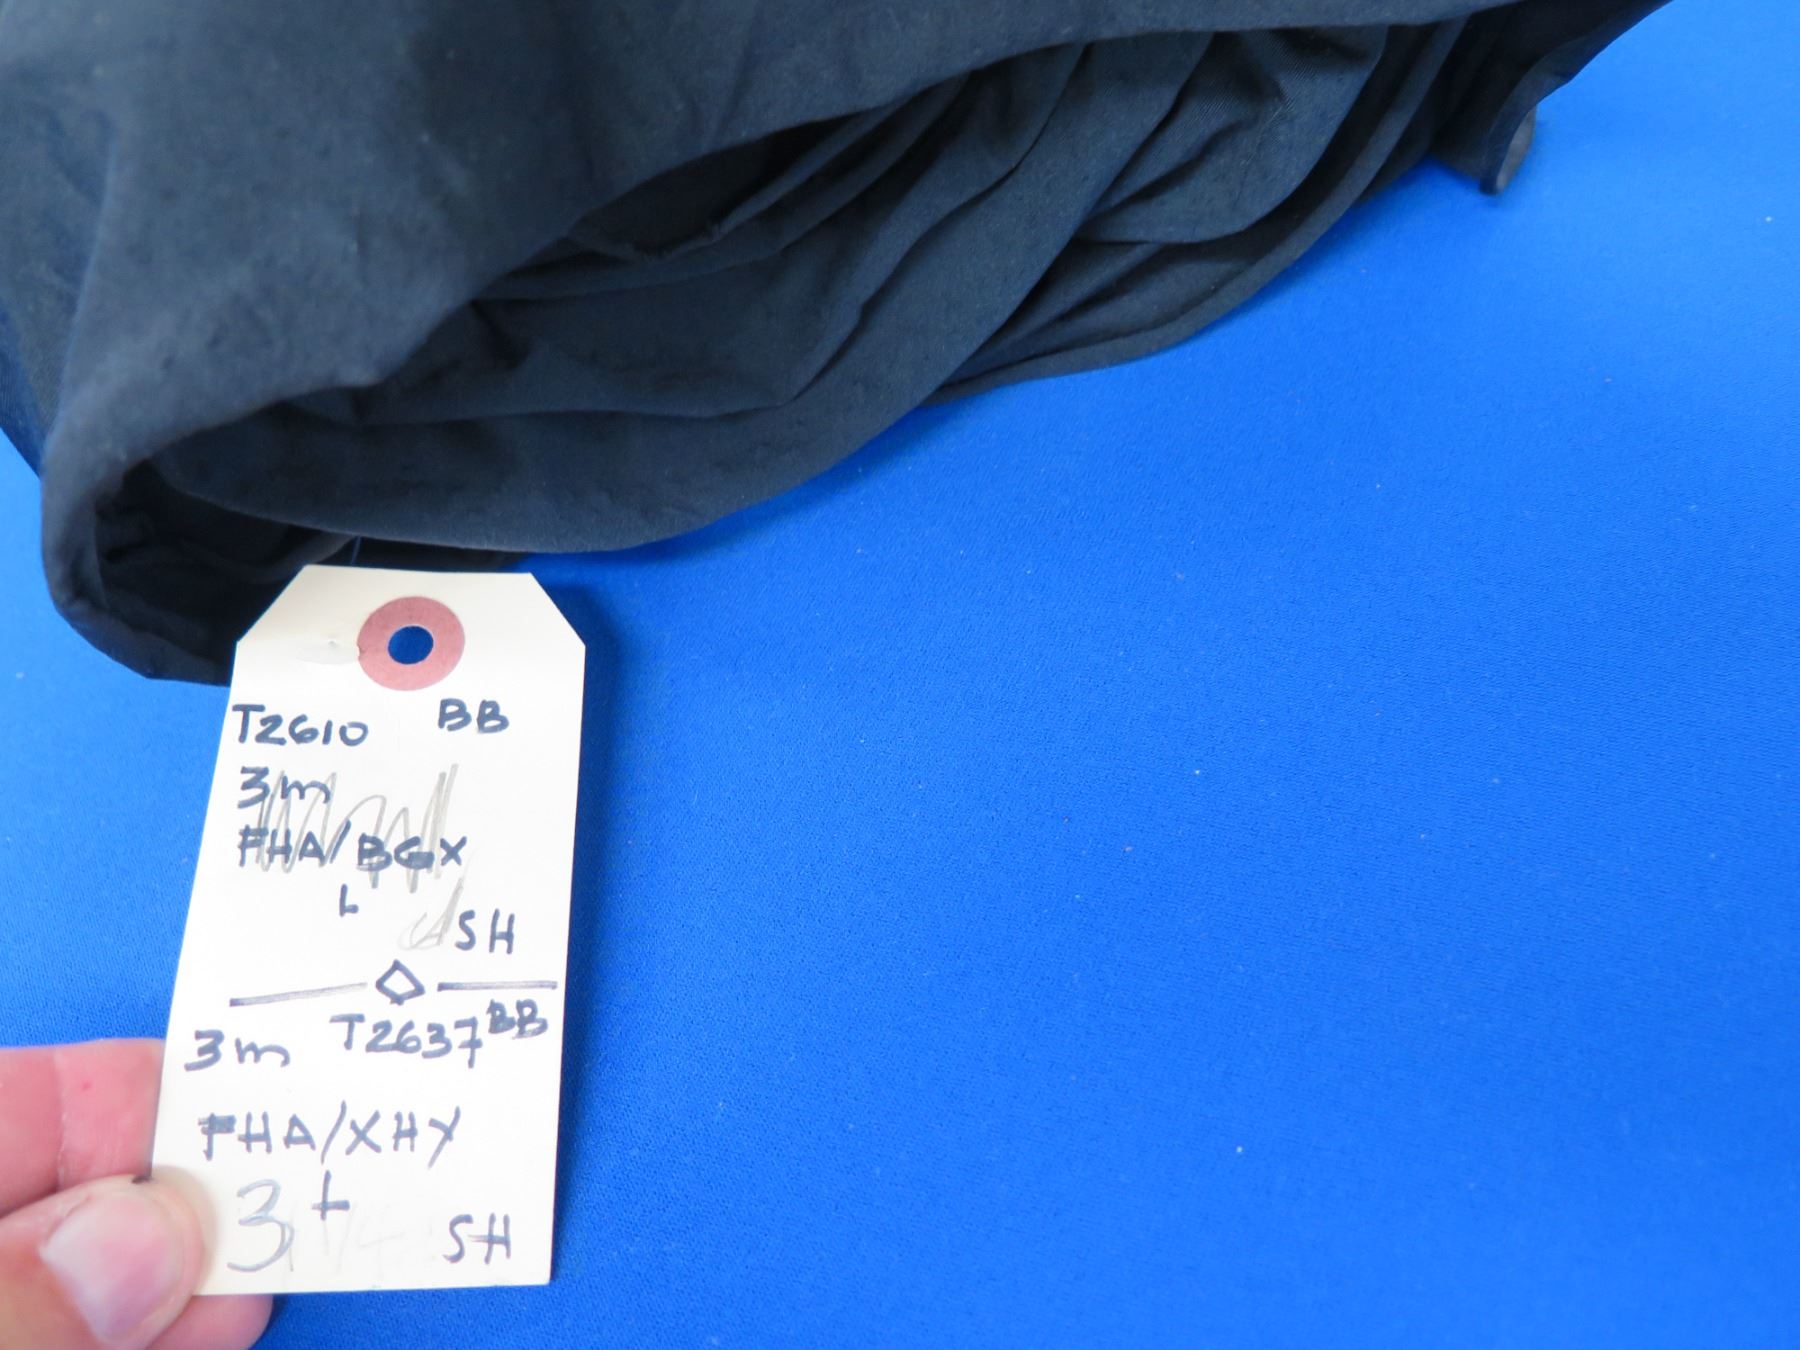 T2610 BB
3m
FHA/BGX
L
SH
3m T2637 BB
FHA/XHY
3 +
SH